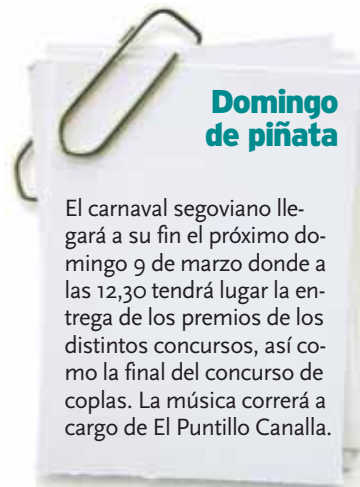 Domingo
de piñata
El carnaval segoviano lle-
gará a su fin el próximo do-
mingo 9 de marzo donde a
las 12,30 tendrá lugar la en-
trega de los premios de los
distintos concursos, así co-
mo la final del concurso de
coplas. La música correrá a
cargo de El Puntillo Canalla.